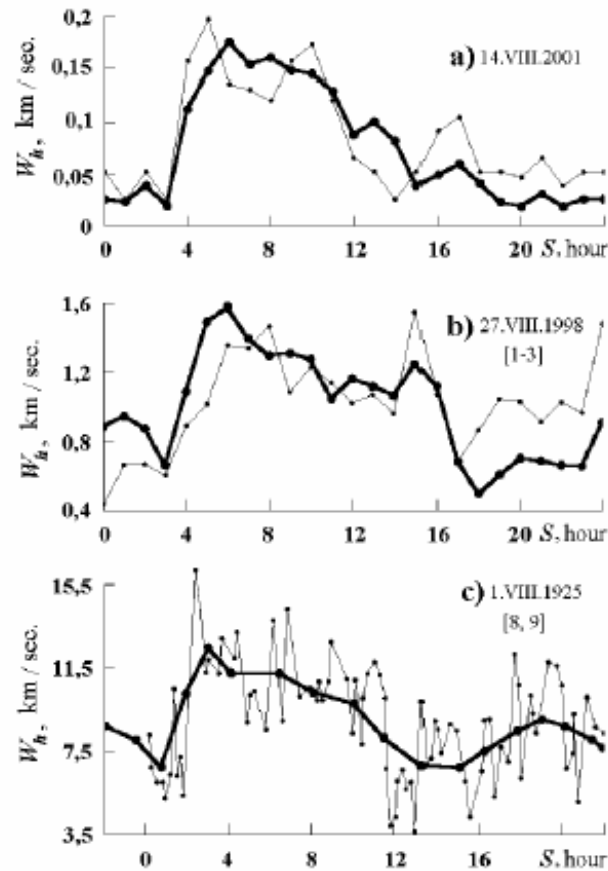 a) 14.VIII.2001
W_h, km / sec.
0,2
0,15
0,1
0,05
0
0 4 8 12 16 20 S, hour
b) 27.VIII.1998
[1-3]
W_h, km / sec.
1,6
1,2
0,8
0,4
0 4 8 12 16 20 S, hour
c) 1.VIII.1925
[8, 9]
W_h, km / sec.
15,5
11,5
7,5
3,5
0 4 8 12 16 S, hour